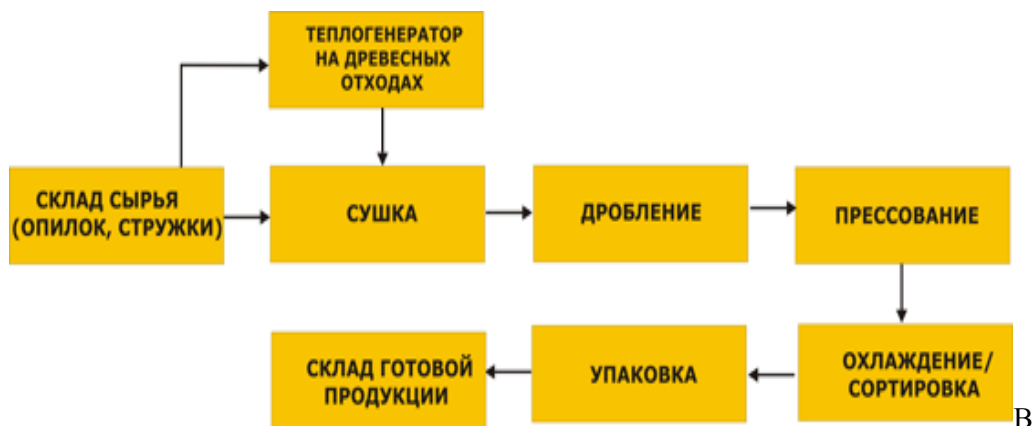 ТЕПЛОГЕНЕРАТОР
НА ДРЕВЕСНЫХ
ОТХОДАХ
СКЛАД СЫРЬЯ
(ОПИЛОК, СТРУЖКИ)
СУШКА
ДРОБЛЕНИЕ
ПРЕССОВАНИЕ
СКЛАД ГОТОВОЙ
ПРОДУКЦИИ
УПАКОВКА
ОХЛАЖДЕНИЕ/
СОРТИРОВКА
В